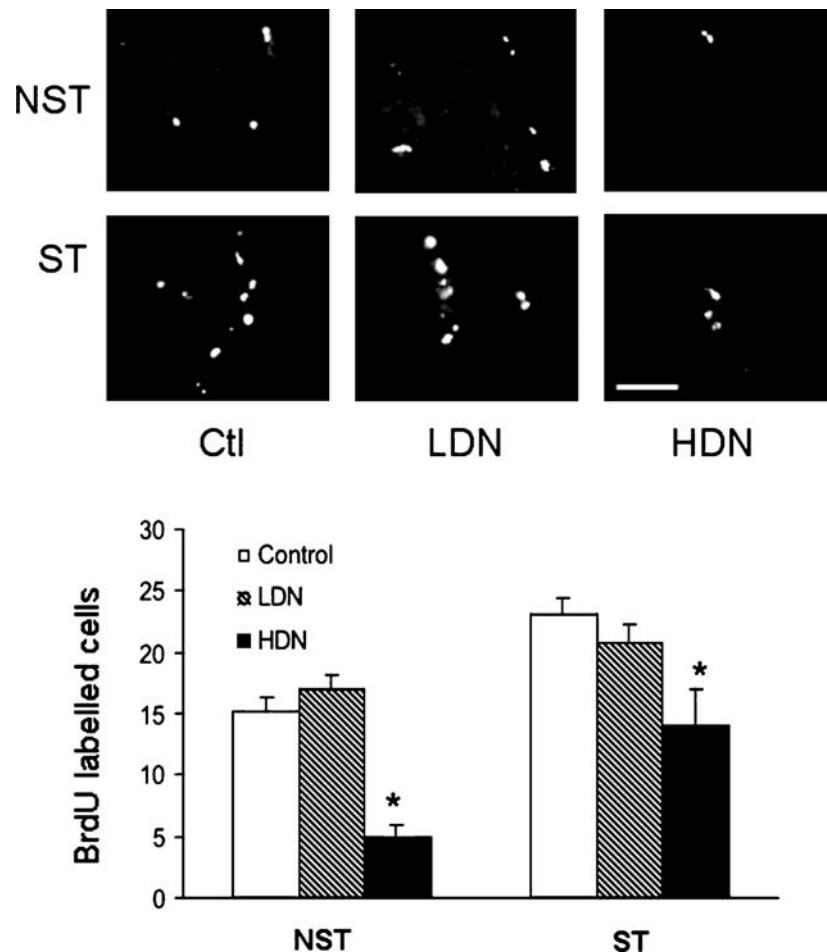 NST
ST
Ctl LDN HDN
30
25
20
15
10
5
0
BrdU labelled cells
Control
LDN
HDN
*
*
NST ST